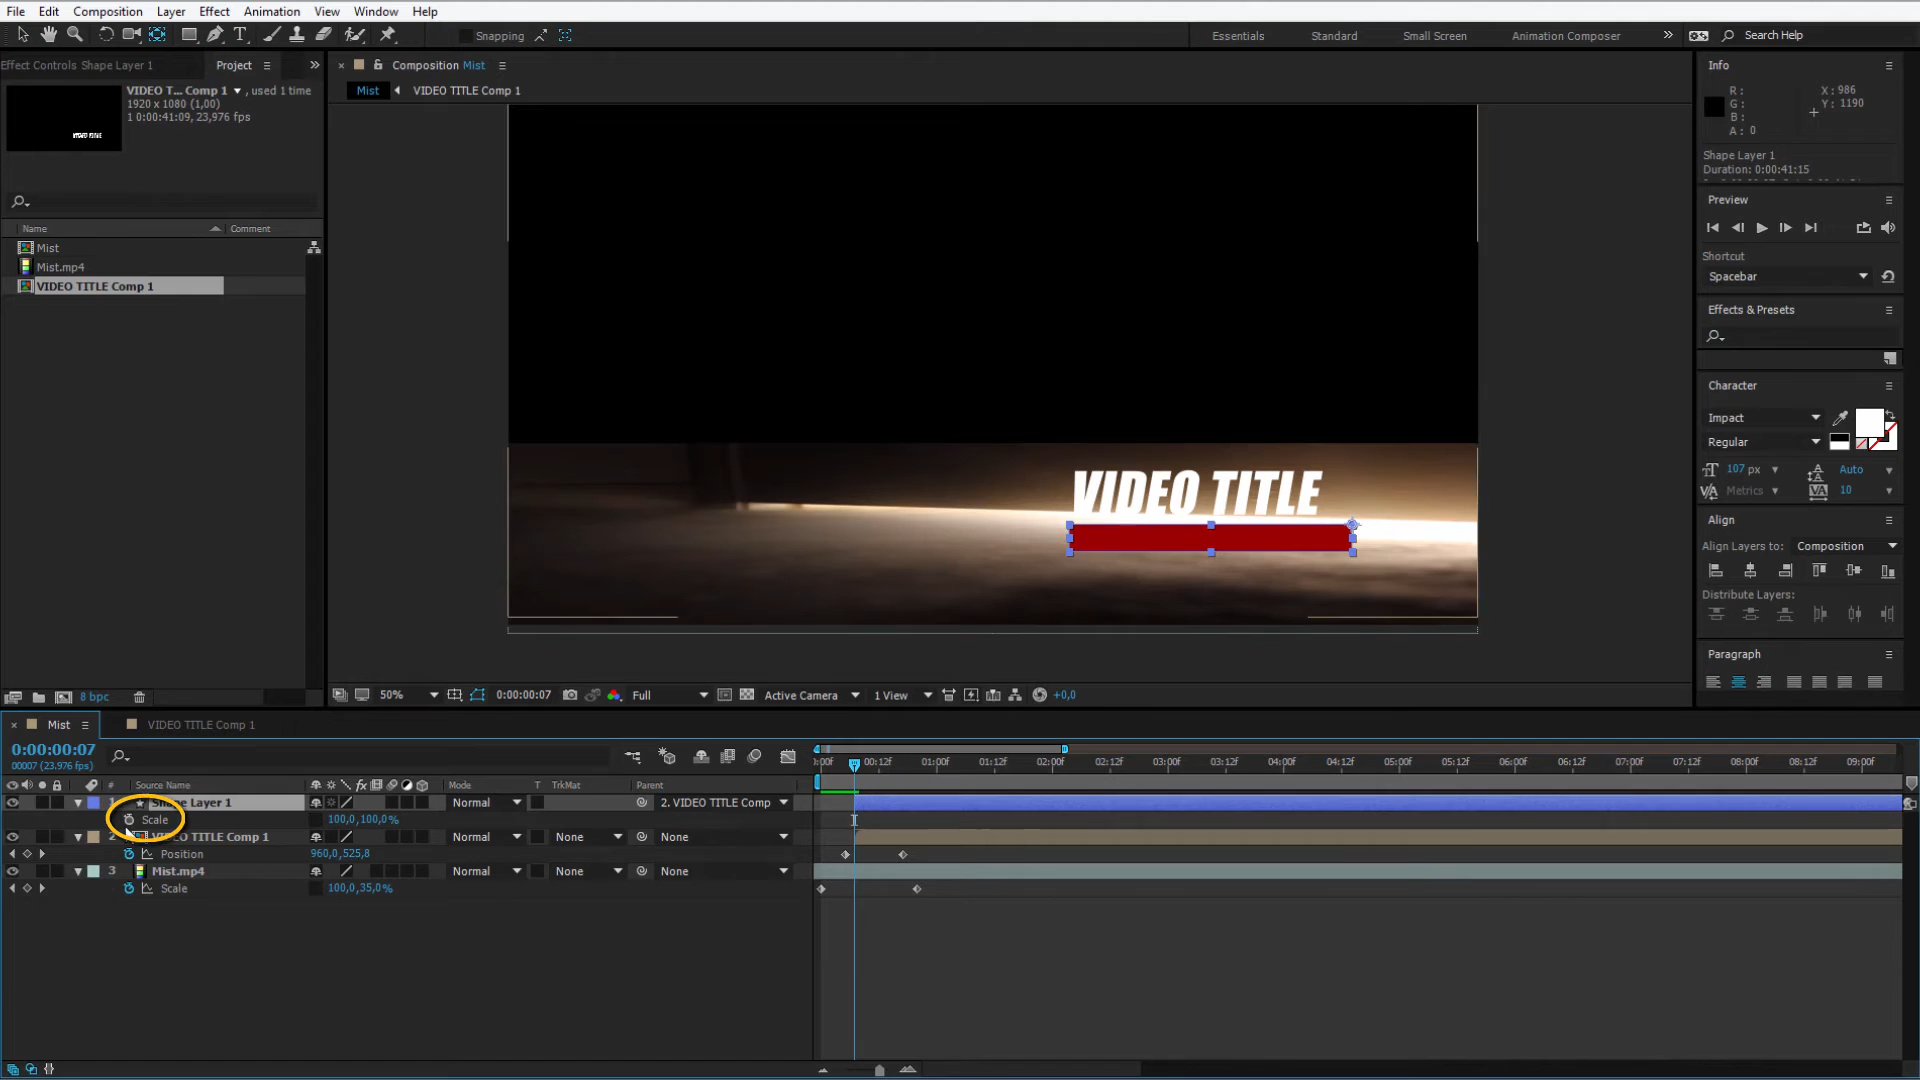 File Edit Composition Layer Effect Animation View Window Help
Snapping
Essentials Standard Small Screen Animation Composer Search Help
Effect Controls Shape Layer 1 Project
VIDEO T... Comp 1 , used 1 time
1920 x 1080 (1,00)
0:00:41:09, 23,976 fps
VIDEO TITLE
Name Comment
Mist
Mist.mp4
VIDEO TITLE Comp 1
8 bpc
Composition Mist
Mist VIDEO TITLE Comp 1
VIDEO TITLE
50% 0:00:00:07 Full Active Camera 1 View +0,0
Info
R : X : 986
G : Y : 1190
B :
A : 0
Shape Layer 1
Duration: 0:00:41:15
Preview
Shortcut
Spacebar
Effects & Presets
Character
Impact
Regular
107 px Auto
Metrics 10
Align
Align Layers to: Composition
Distribute Layers:
Paragraph
Mist VIDEO TITLE Comp 1
0:00:00:07
00007 (23.976 fps)
# Source Name Mode T TrkMat Parent
1 Shape Layer 1 Normal 2. VIDEO TITLE Comp
Scale 100,0,100,0%
2 VIDEO TITLE Comp 1 Normal None None
Position 960,0,525,8
3 Mist.mp4 Normal None None
Scale 100,0,35,0%
:00f 00:12f 01:00f 01:12f 02:00f 02:12f 03:00f 03:12f 04:00f 04:12f 05:00f 05:12f 06:00f 06:12f 07:00f 07:12f 08:00f 08:12f 09:00f